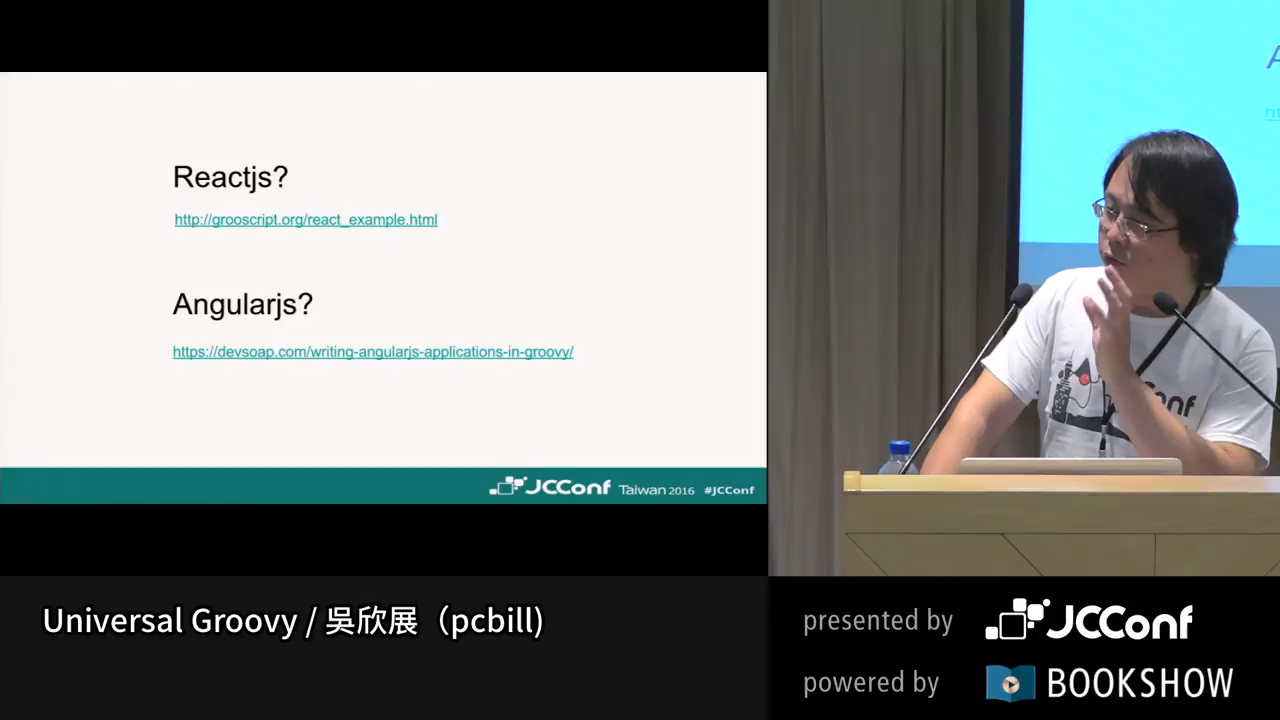 Reactjs?
http://grooscript.org/react_example.html
Angularjs?
https://devsoap.com/writing-angularjs-applications-in-groovy/
JCConf Taiwan 2016 #JCConf
Universal Groovy / 吳欣展（pcbill)
presented by JCConf
powered by BOOKSHOW